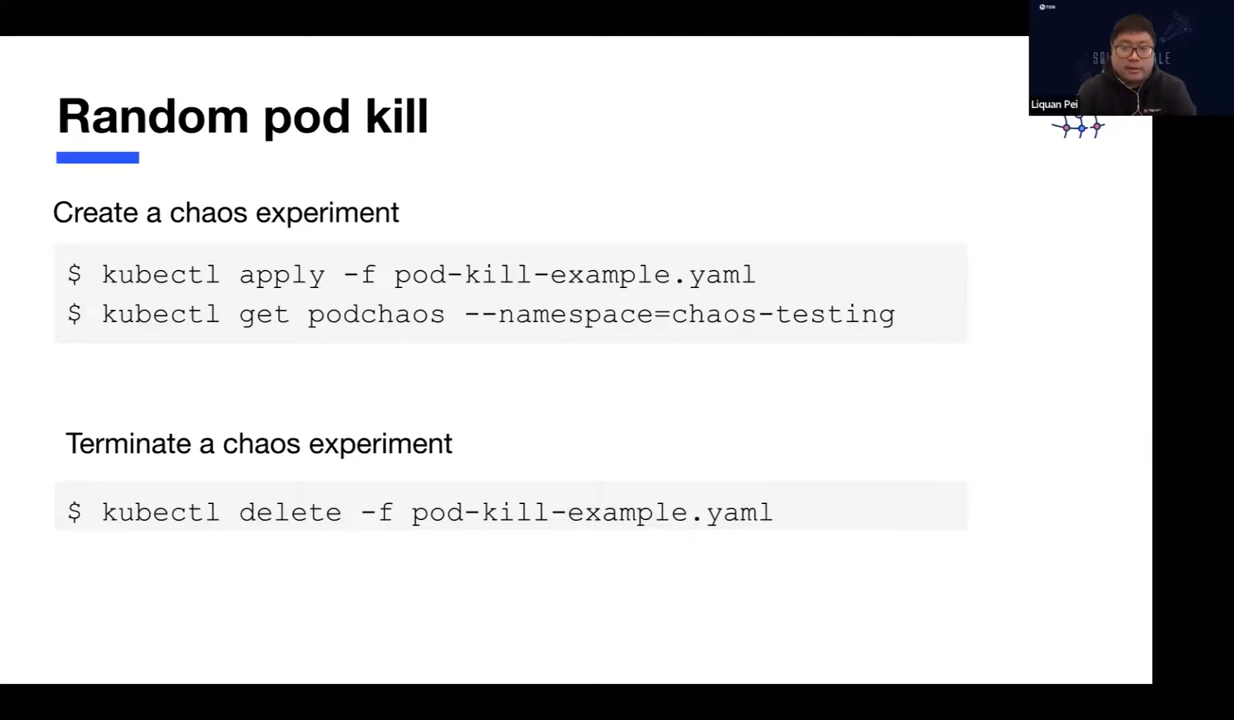 Random pod kill
Create a chaos experiment
$ kubectl apply -f pod-kill-example.yaml
$ kubectl get podchaos --namespace=chaos-testing
Terminate a chaos experiment
$ kubectl delete -f pod-kill-example.yaml
Liquan Pei